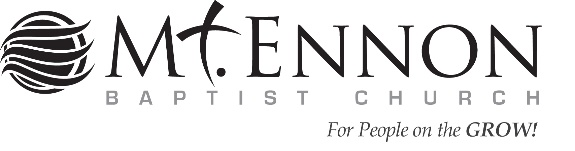 Mt. Ennon
BAPTIST CHURCH
For People on the GROW!